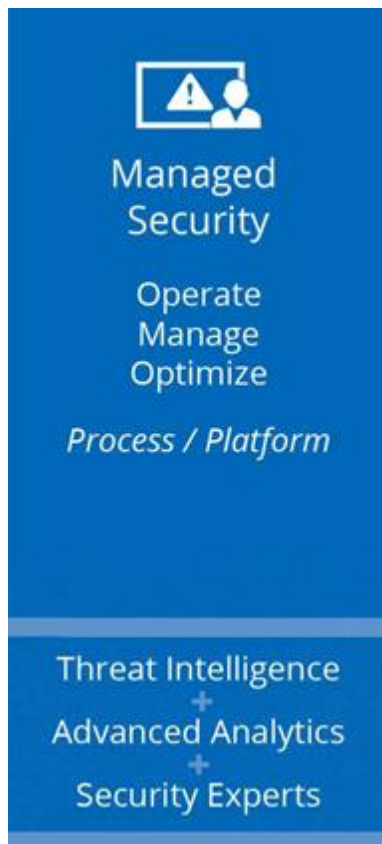 Managed
Security
Operate
Manage
Optimize
Process / Platform
Threat Intelligence
+
Advanced Analytics
+
Security Experts